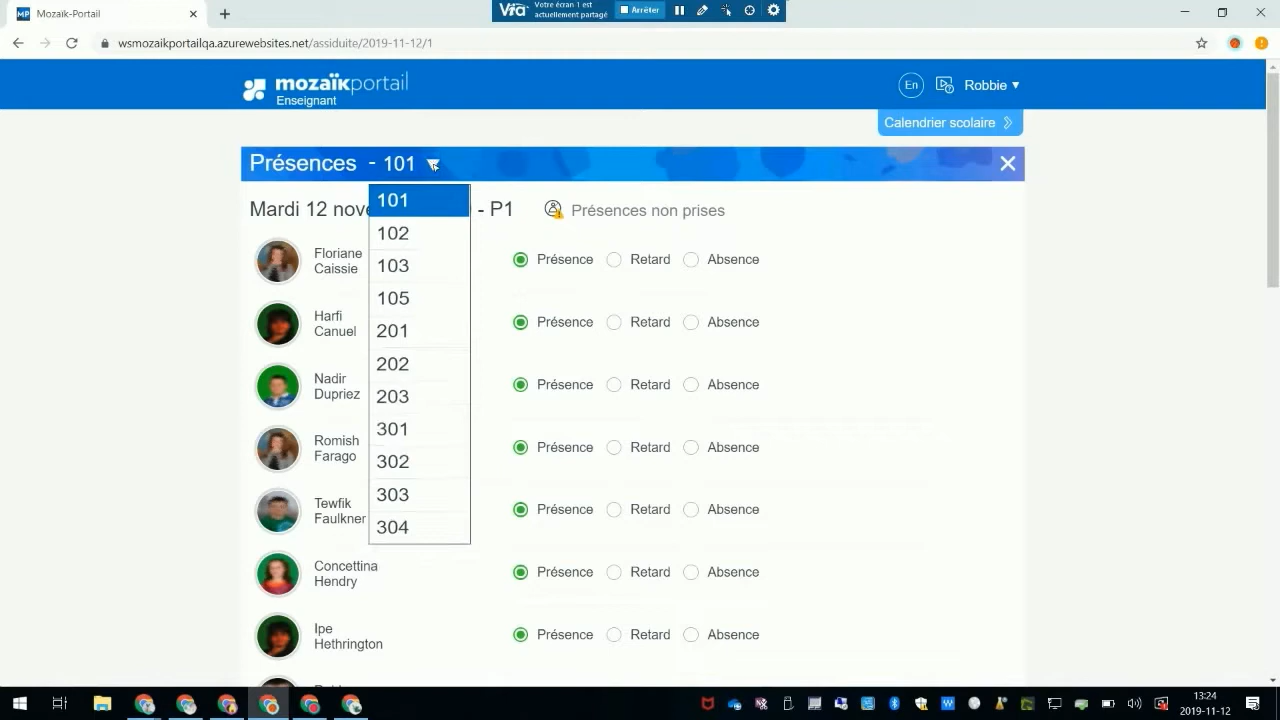 Mozaïk-Portail
Via
Votre écran 1 est
actuellement partagé
Arrêter
wsmozaikportailqa.azurewebsites.net/assiduite/2019-11-12/1
mozaïkportail
Enseignant
En
Robbie
Calendrier scolaire
Présences - 101
101
102
103
105
201
202
203
301
302
303
304
Mardi 12 nove
- P1
Présences non prises
Floriane
Caissie
Présence Retard Absence
Harfi
Canuel
Présence Retard Absence
Nadir
Dupriez
Présence Retard Absence
Romish
Farago
Présence Retard Absence
Tewfik
Faulkner
Présence Retard Absence
Concettina
Hendry
Présence Retard Absence
Ipe
Hethrington
Présence Retard Absence
13:24
2019-11-12